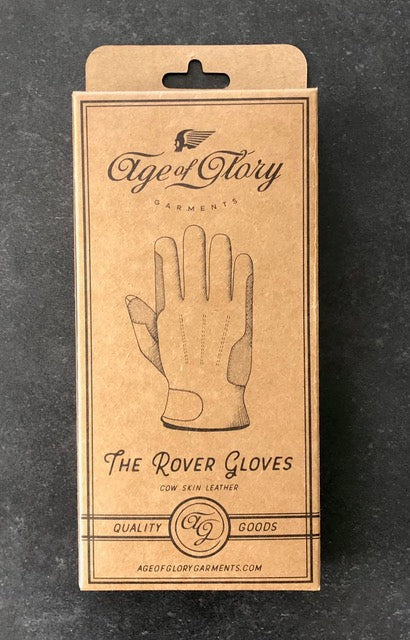 Age of Glory
GARMENTS
THE ROVER GLOVES
COW SKIN LEATHER
QUALITY AG GOODS
AGEOFGLORYGARMENTS.COM